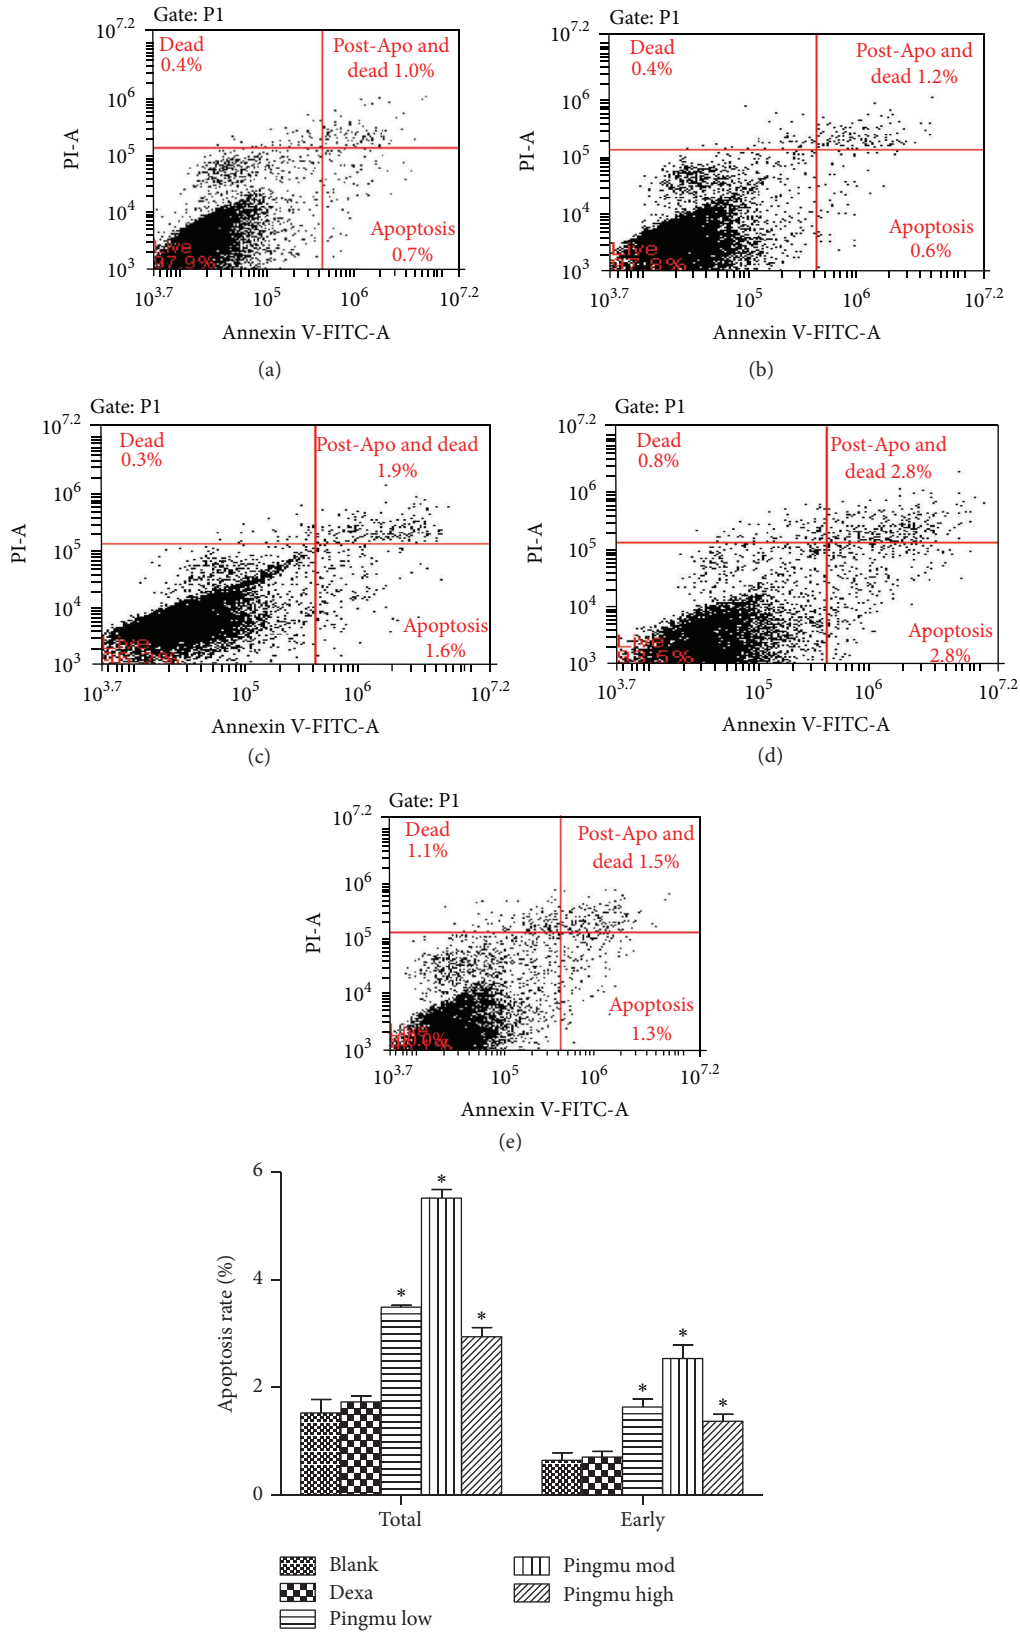 Gate: P1
10^7.2
10^6
10^5
10^4
10^3
PI-A
Dead
0.4%
Post-Apo and
dead 1.0%
Live
97.9%
Apoptosis
0.7%
10^3.7 10^5 10^6 10^7.2
Annexin V-FITC-A
(a)
Gate: P1
10^7.2
10^6
10^5
10^4
10^3
PI-A
Dead
0.4%
Post-Apo and
dead 1.2%
Live
Apoptosis
0.6%
10^3.7 10^5 10^6 10^7.2
Annexin V-FITC-A
(b)
Gate: P1
10^7.2
10^6
10^5
10^4
10^3
PI-A
Dead
0.3%
Post-Apo and dead
1.9%
Live
Apoptosis
1.6%
10^3.7 10^5 10^6 10^7.2
Annexin V-FITC-A
(c)
Gate: P1
10^7.2
10^6
10^5
10^4
10^3
PI-A
Dead
0.8%
Post-Apo and
dead 2.8%
Live
93.5%
Apoptosis
2.8%
10^3.7 10^5 10^6 10^7.2
Annexin V-FITC-A
(d)
Gate: P1
10^7.2
10^6
10^5
10^4
10^3
PI-A
Dead
1.1%
Post-Apo and
dead 1.5%
Apoptosis
1.3%
10^3.7 10^5 10^6 10^7.2
Annexin V-FITC-A
(e)
6
4
2
0
Apoptosis rate (%)
* * * * * *
Total Early
Blank
Dexa
Pingmu low
Pingmu mod
Pingmu high